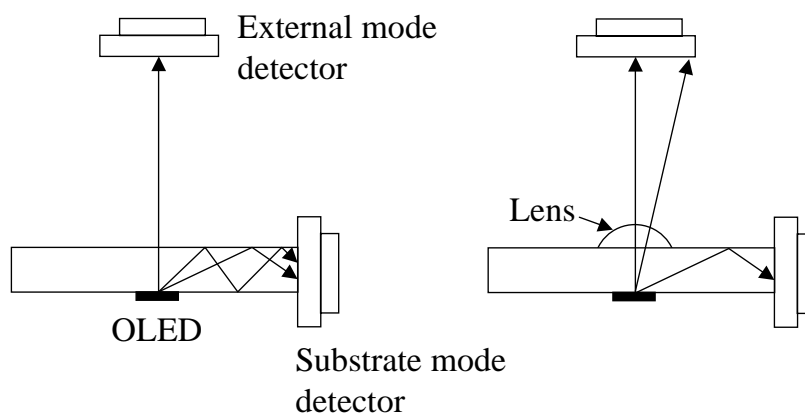 External mode
detector
Lens
OLED
Substrate mode
detector